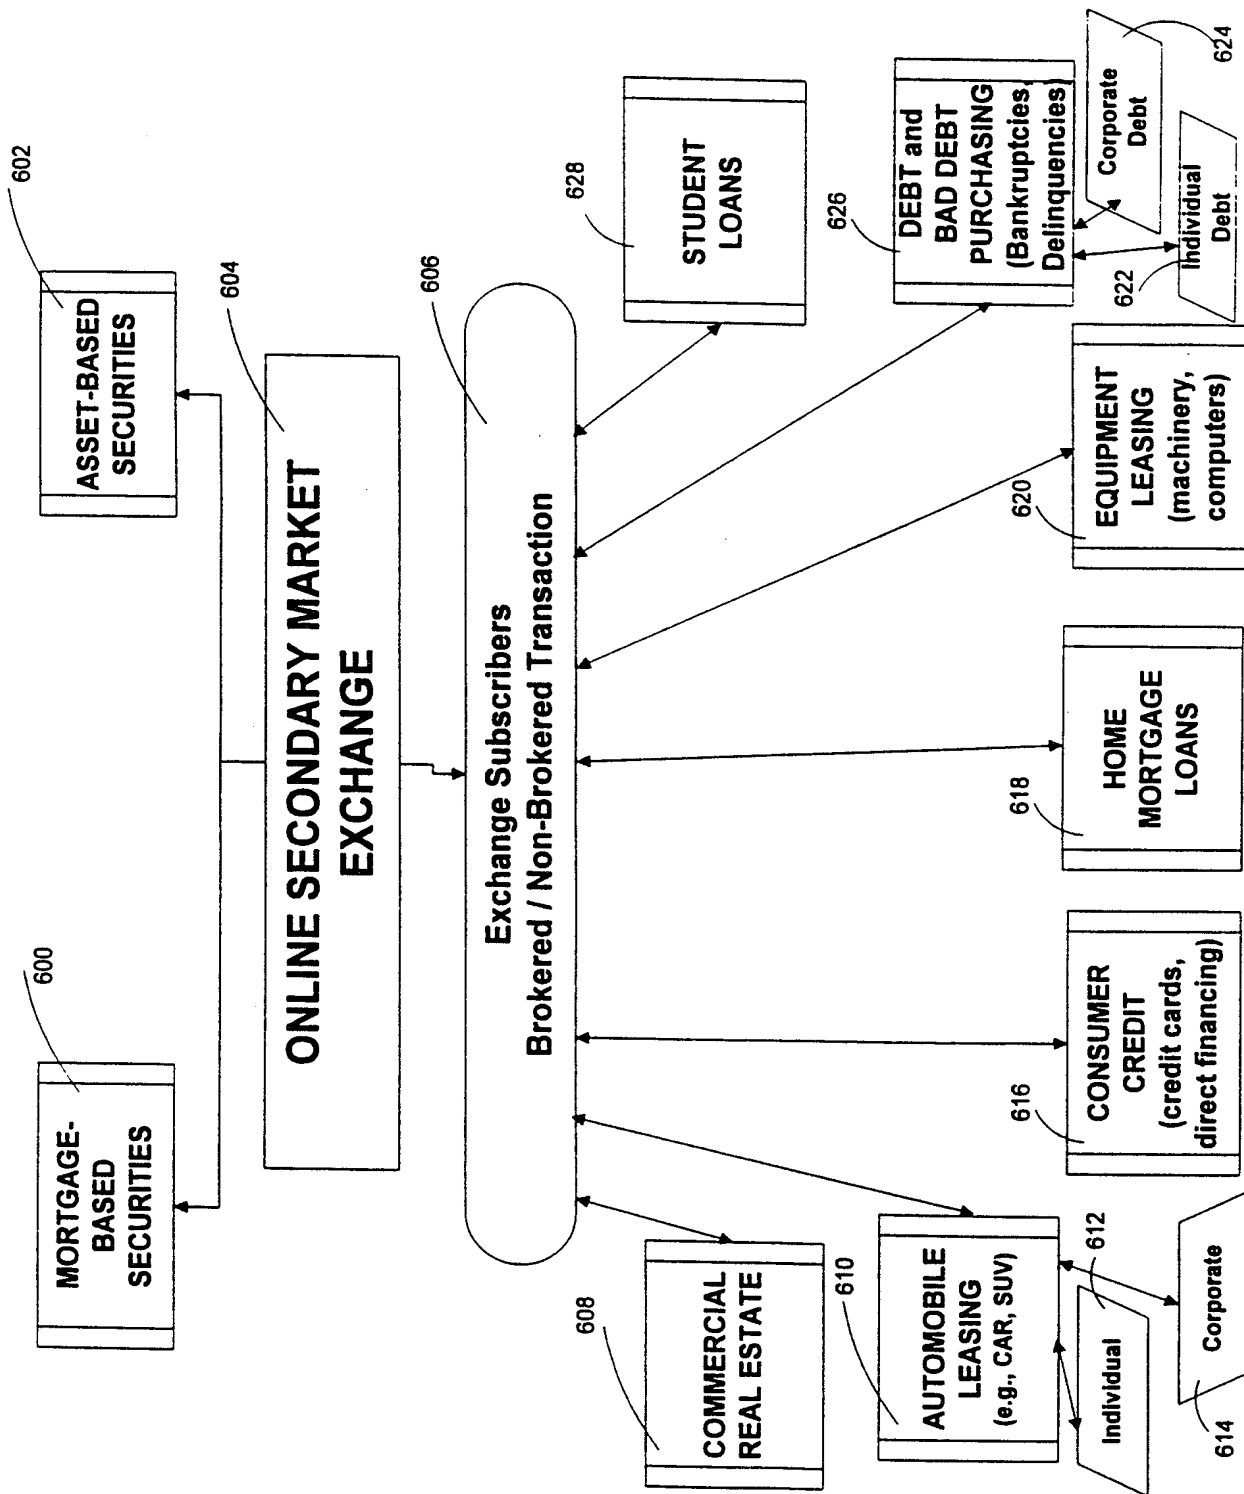 600
MORTGAGE-
BASED
SECURITIES
602
ASSET-BASED
SECURITIES
604
ONLINE SECONDARY MARKET
EXCHANGE
606
Exchange Subscribers
Brokered / Non-Brokered Transaction
608
COMMERCIAL
REAL ESTATE
628
STUDENT
LOANS
610
AUTOMOBILE
LEASING
(e.g., CAR, SUV)
612
Individual
614
Corporate
616
CONSUMER
CREDIT
(credit cards,
direct financing)
618
HOME
MORTGAGE
LOANS
620
EQUIPMENT
LEASING
(machinery,
computers)
626
DEBT and
BAD DEBT
PURCHASING
(Bankruptcies,
Delinquencies)
622
Individual
Debt
624
Corporate
Debt